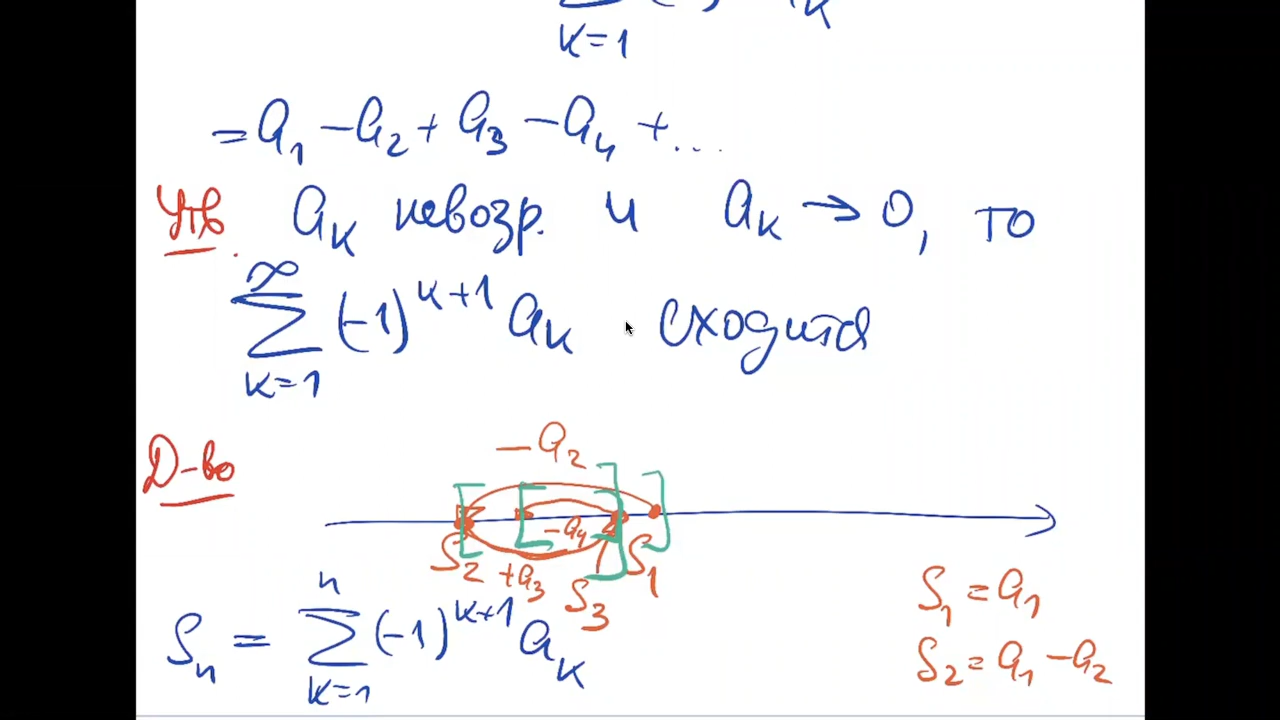 K=1
= a₁ - a₂ + a₃ - a₄ + ...
Утв. aₖ невозр. и aₖ → 0, то
∑ₖ₌₁^∞ (-1)^{k+1} aₖ сходится
Д-во
-a₂
-a₄
S₂ +a₃ S₃ S₁
Sₙ = ∑ₖ₌₁ⁿ (-1)^{k+1} aₖ
S₁ = a₁
S₂ = a₁ - a₂